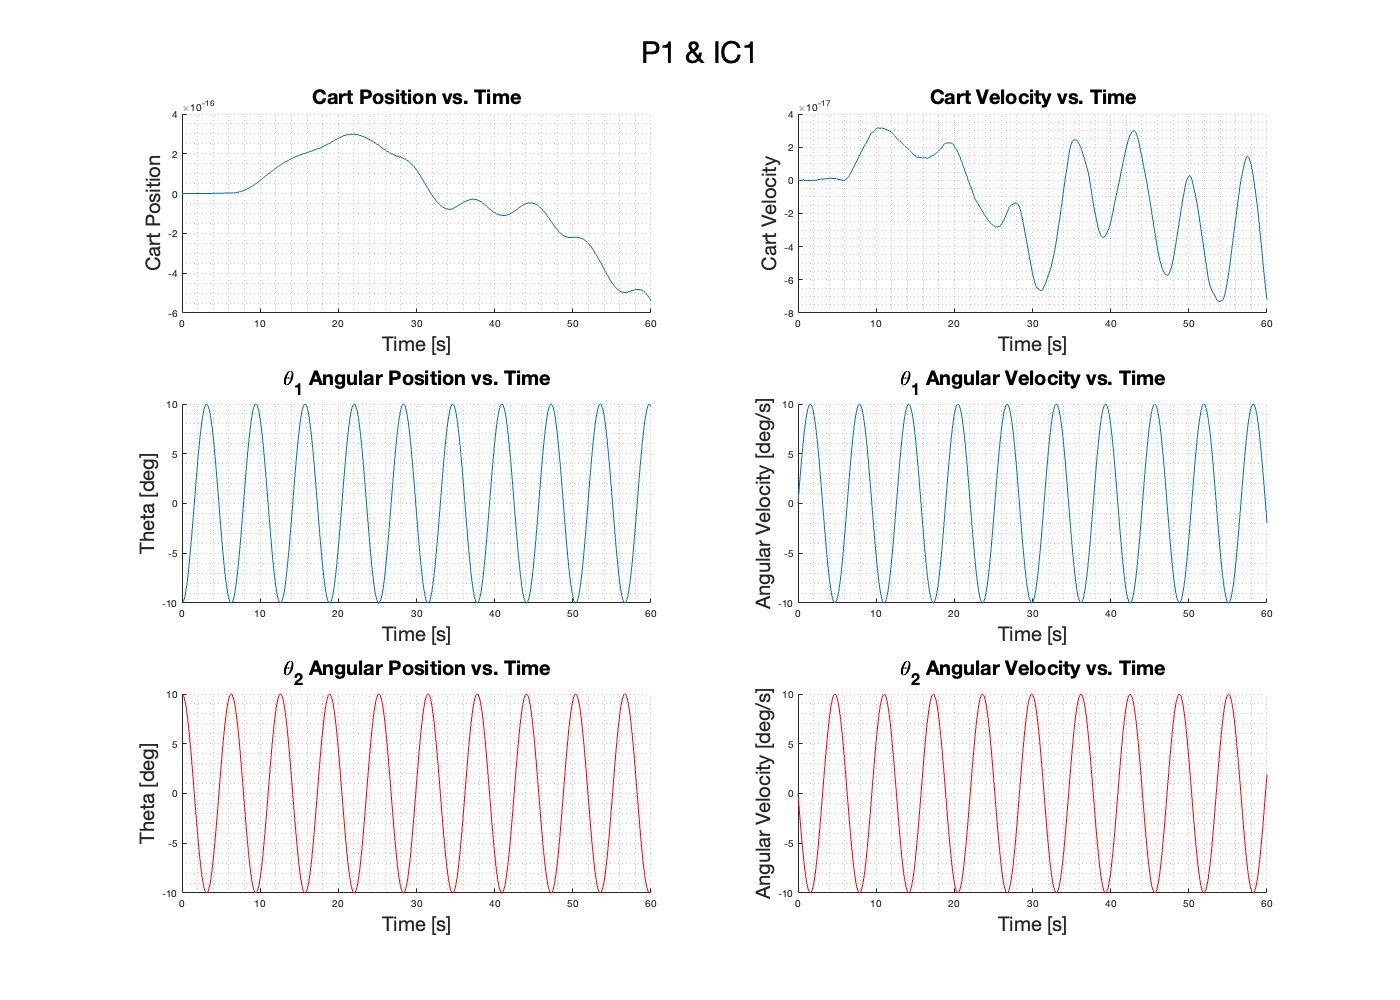 P1 & IC1
Cart Position vs. Time
×10^-16
4
2
0
-2
-4
-6
Cart Position
0 10 20 30 40 50 60
Time [s]
Cart Velocity vs. Time
×10^-17
4
2
0
-2
-4
-6
-8
Cart Velocity
0 10 20 30 40 50 60
Time [s]
θ1 Angular Position vs. Time
10
5
0
-5
-10
Theta [deg]
0 10 20 30 40 50 60
Time [s]
θ1 Angular Velocity vs. Time
10
5
0
-5
-10
Angular Velocity [deg/s]
0 10 20 30 40 50 60
Time [s]
θ2 Angular Position vs. Time
10
5
0
-5
-10
Theta [deg]
0 10 20 30 40 50 60
Time [s]
θ2 Angular Velocity vs. Time
10
5
0
-5
-10
Angular Velocity [deg/s]
0 10 20 30 40 50 60
Time [s]